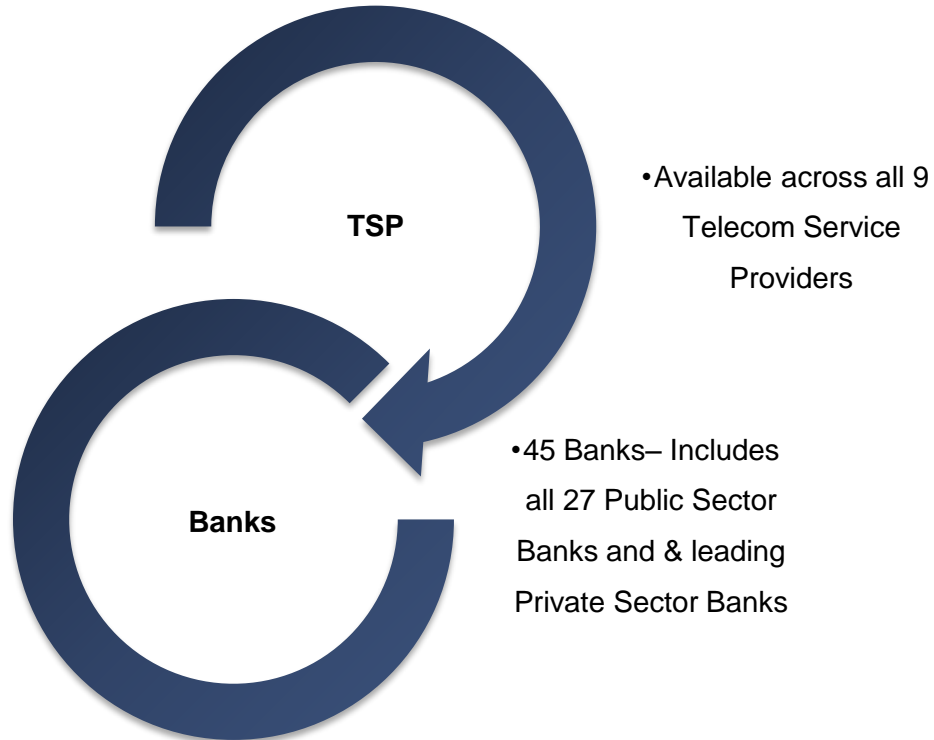 TSP
•Available across all 9
Telecom Service
Providers
Banks
•45 Banks– Includes
all 27 Public Sector
Banks and & leading
Private Sector Banks